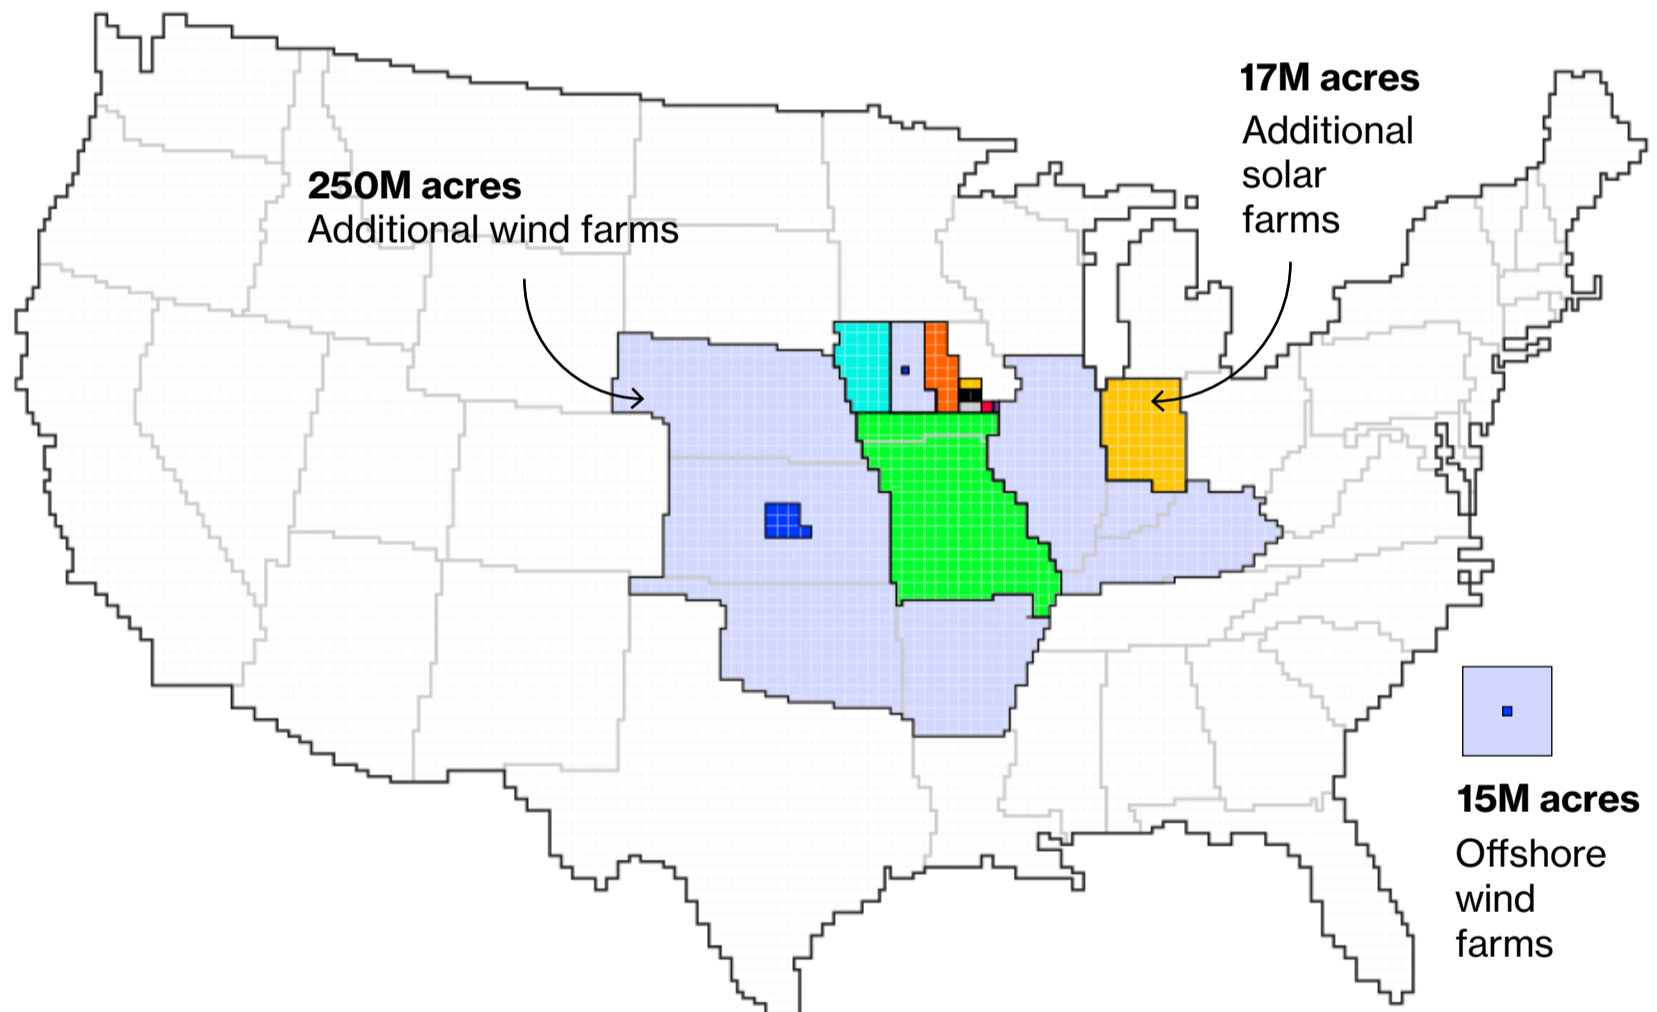 250M acres
Additional wind farms
17M acres
Additional
solar
farms
15M acres
Offshore
wind
farms